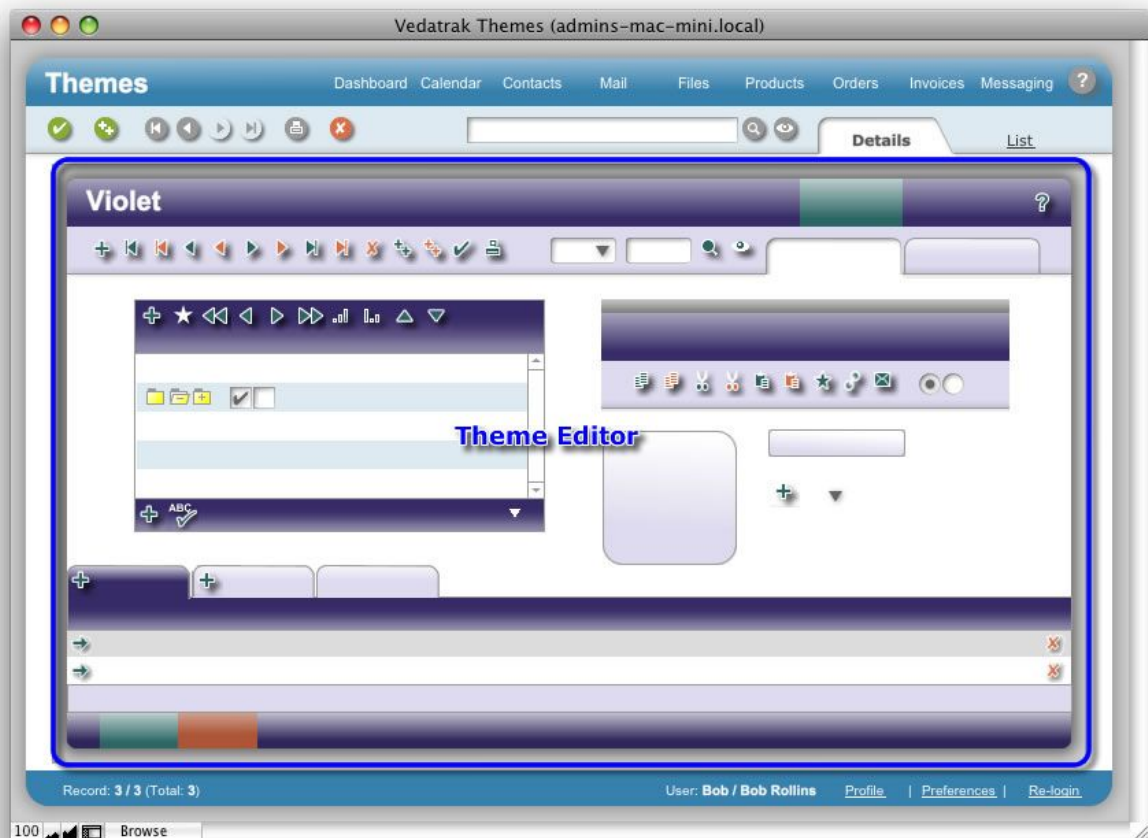 Vedatrak Themes (admins-mac-mini.local)
Themes Dashboard Calendar Contacts Mail Files Products Orders Invoices Messaging ?
Details List
Violet ?
Theme Editor
ABC
Record: 3 / 3 (Total: 3) User: Bob / Bob Rollins Profile | Preferences | Re-login
100 Browse